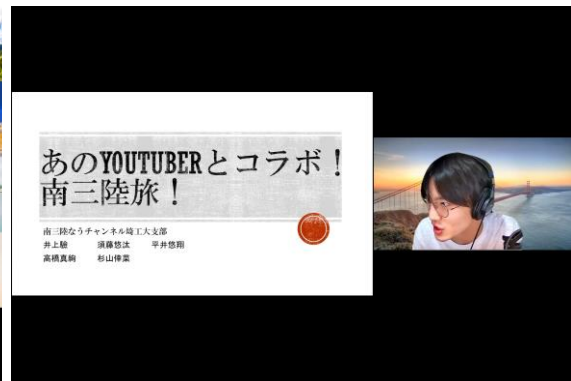 あのYOUTUBERとコラボ！
南三陸旅！
南三陸なうチャンネル埼工大支部
井上駿 須藤悠汰 平井悠翔
高橋真絢 杉山倖菜